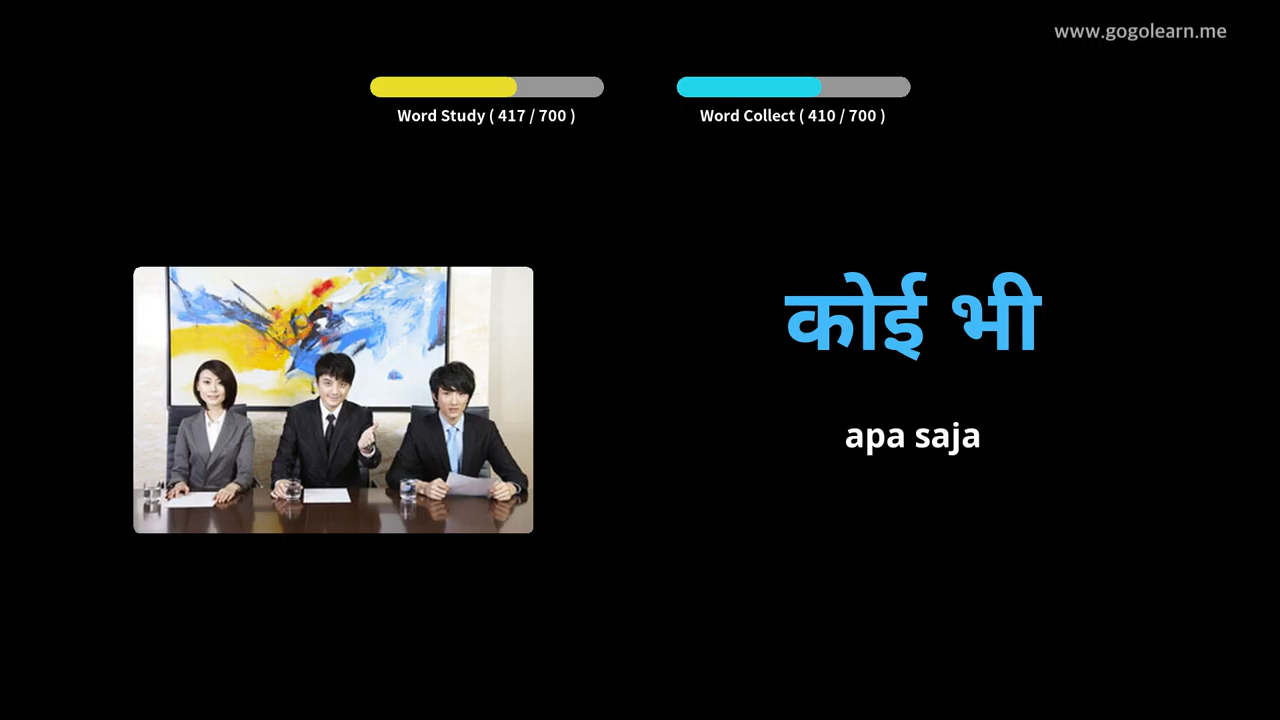 www.gogolearn.me
Word Study ( 417 / 700 )
Word Collect ( 410 / 700 )
कोई भी
apa saja